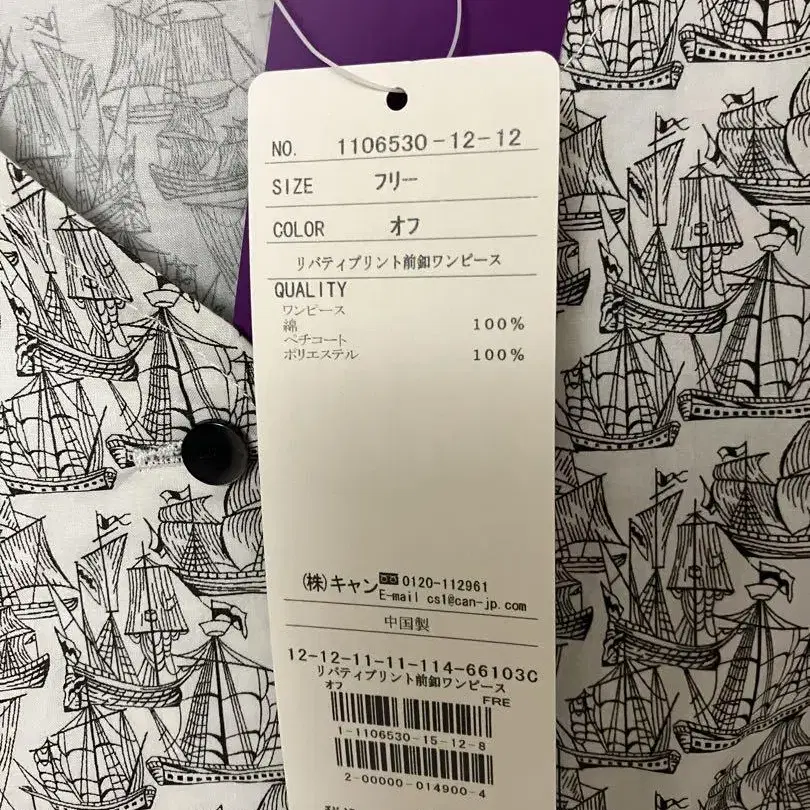 NO. 1106530-12-12
SIZE フリー
COLOR オフ
リバティプリント前釦ワンピース
QUALITY
ワンピース
綿 100%
ペチコート
ポリエステル 100%
(株)キャン 0120-112961
E-mail cs1@can-jp.com
中国製
12-12-11-11-114-66103C
リバティプリント前釦ワンピース
オフ
FRE
1-1106530-15-12-8
2-00000-014900-4